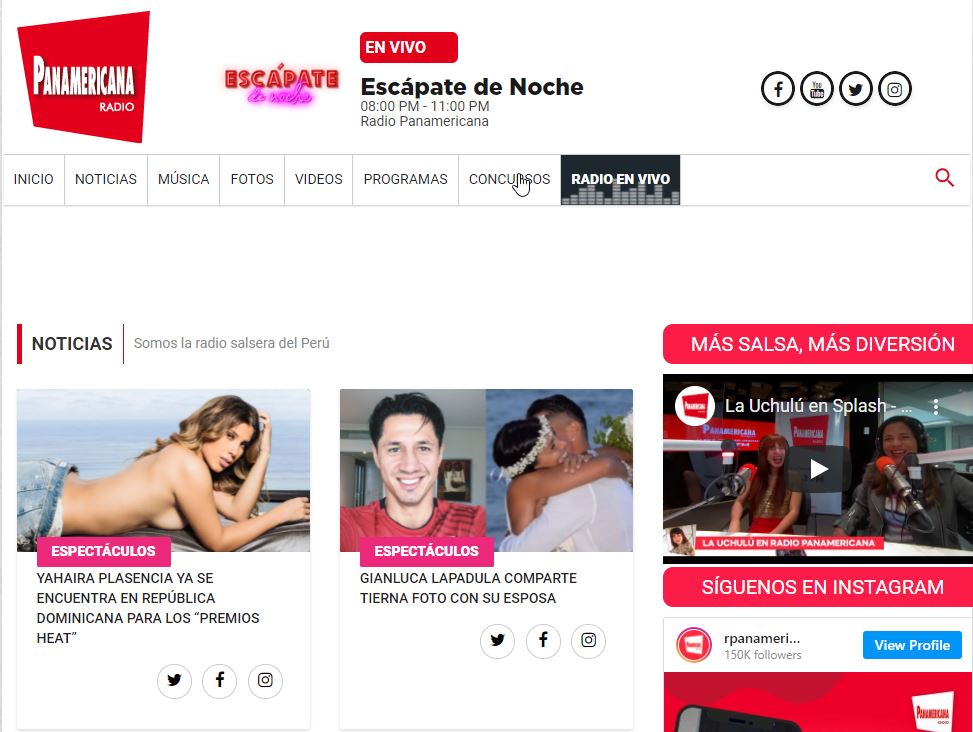 PANAMERICANA
RADIO
ESCÁPATE
de noche
EN VIVO
Escápate de Noche
08:00 PM - 11:00 PM
Radio Panamericana
You
Tube
INICIO
NOTICIAS
MÚSICA
FOTOS
VIDEOS
PROGRAMAS
CONCURSOS
RADIO EN VIVO
NOTICIAS
Somos la radio salsera del Perú
ESPECTÁCULOS
YAHAIRA PLASENCIA YA SE
ENCUENTRA EN REPÚBLICA
DOMINICANA PARA LOS “PREMIOS
HEAT”
ESPECTÁCULOS
GIANLUCA LAPADULA COMPARTE
TIERNA FOTO CON SU ESPOSA
MÁS SALSA, MÁS DIVERSIÓN
PANAMERICANA
La Uchulú en Splash - ...
PANAMERICANA
PANAMERICANA
LA UCHULÚ EN RADIO PANAMERICANA
SÍGUENOS EN INSTAGRAM
rpanameri...
150K followers
View Profile
PANAMERICANA
RADIO